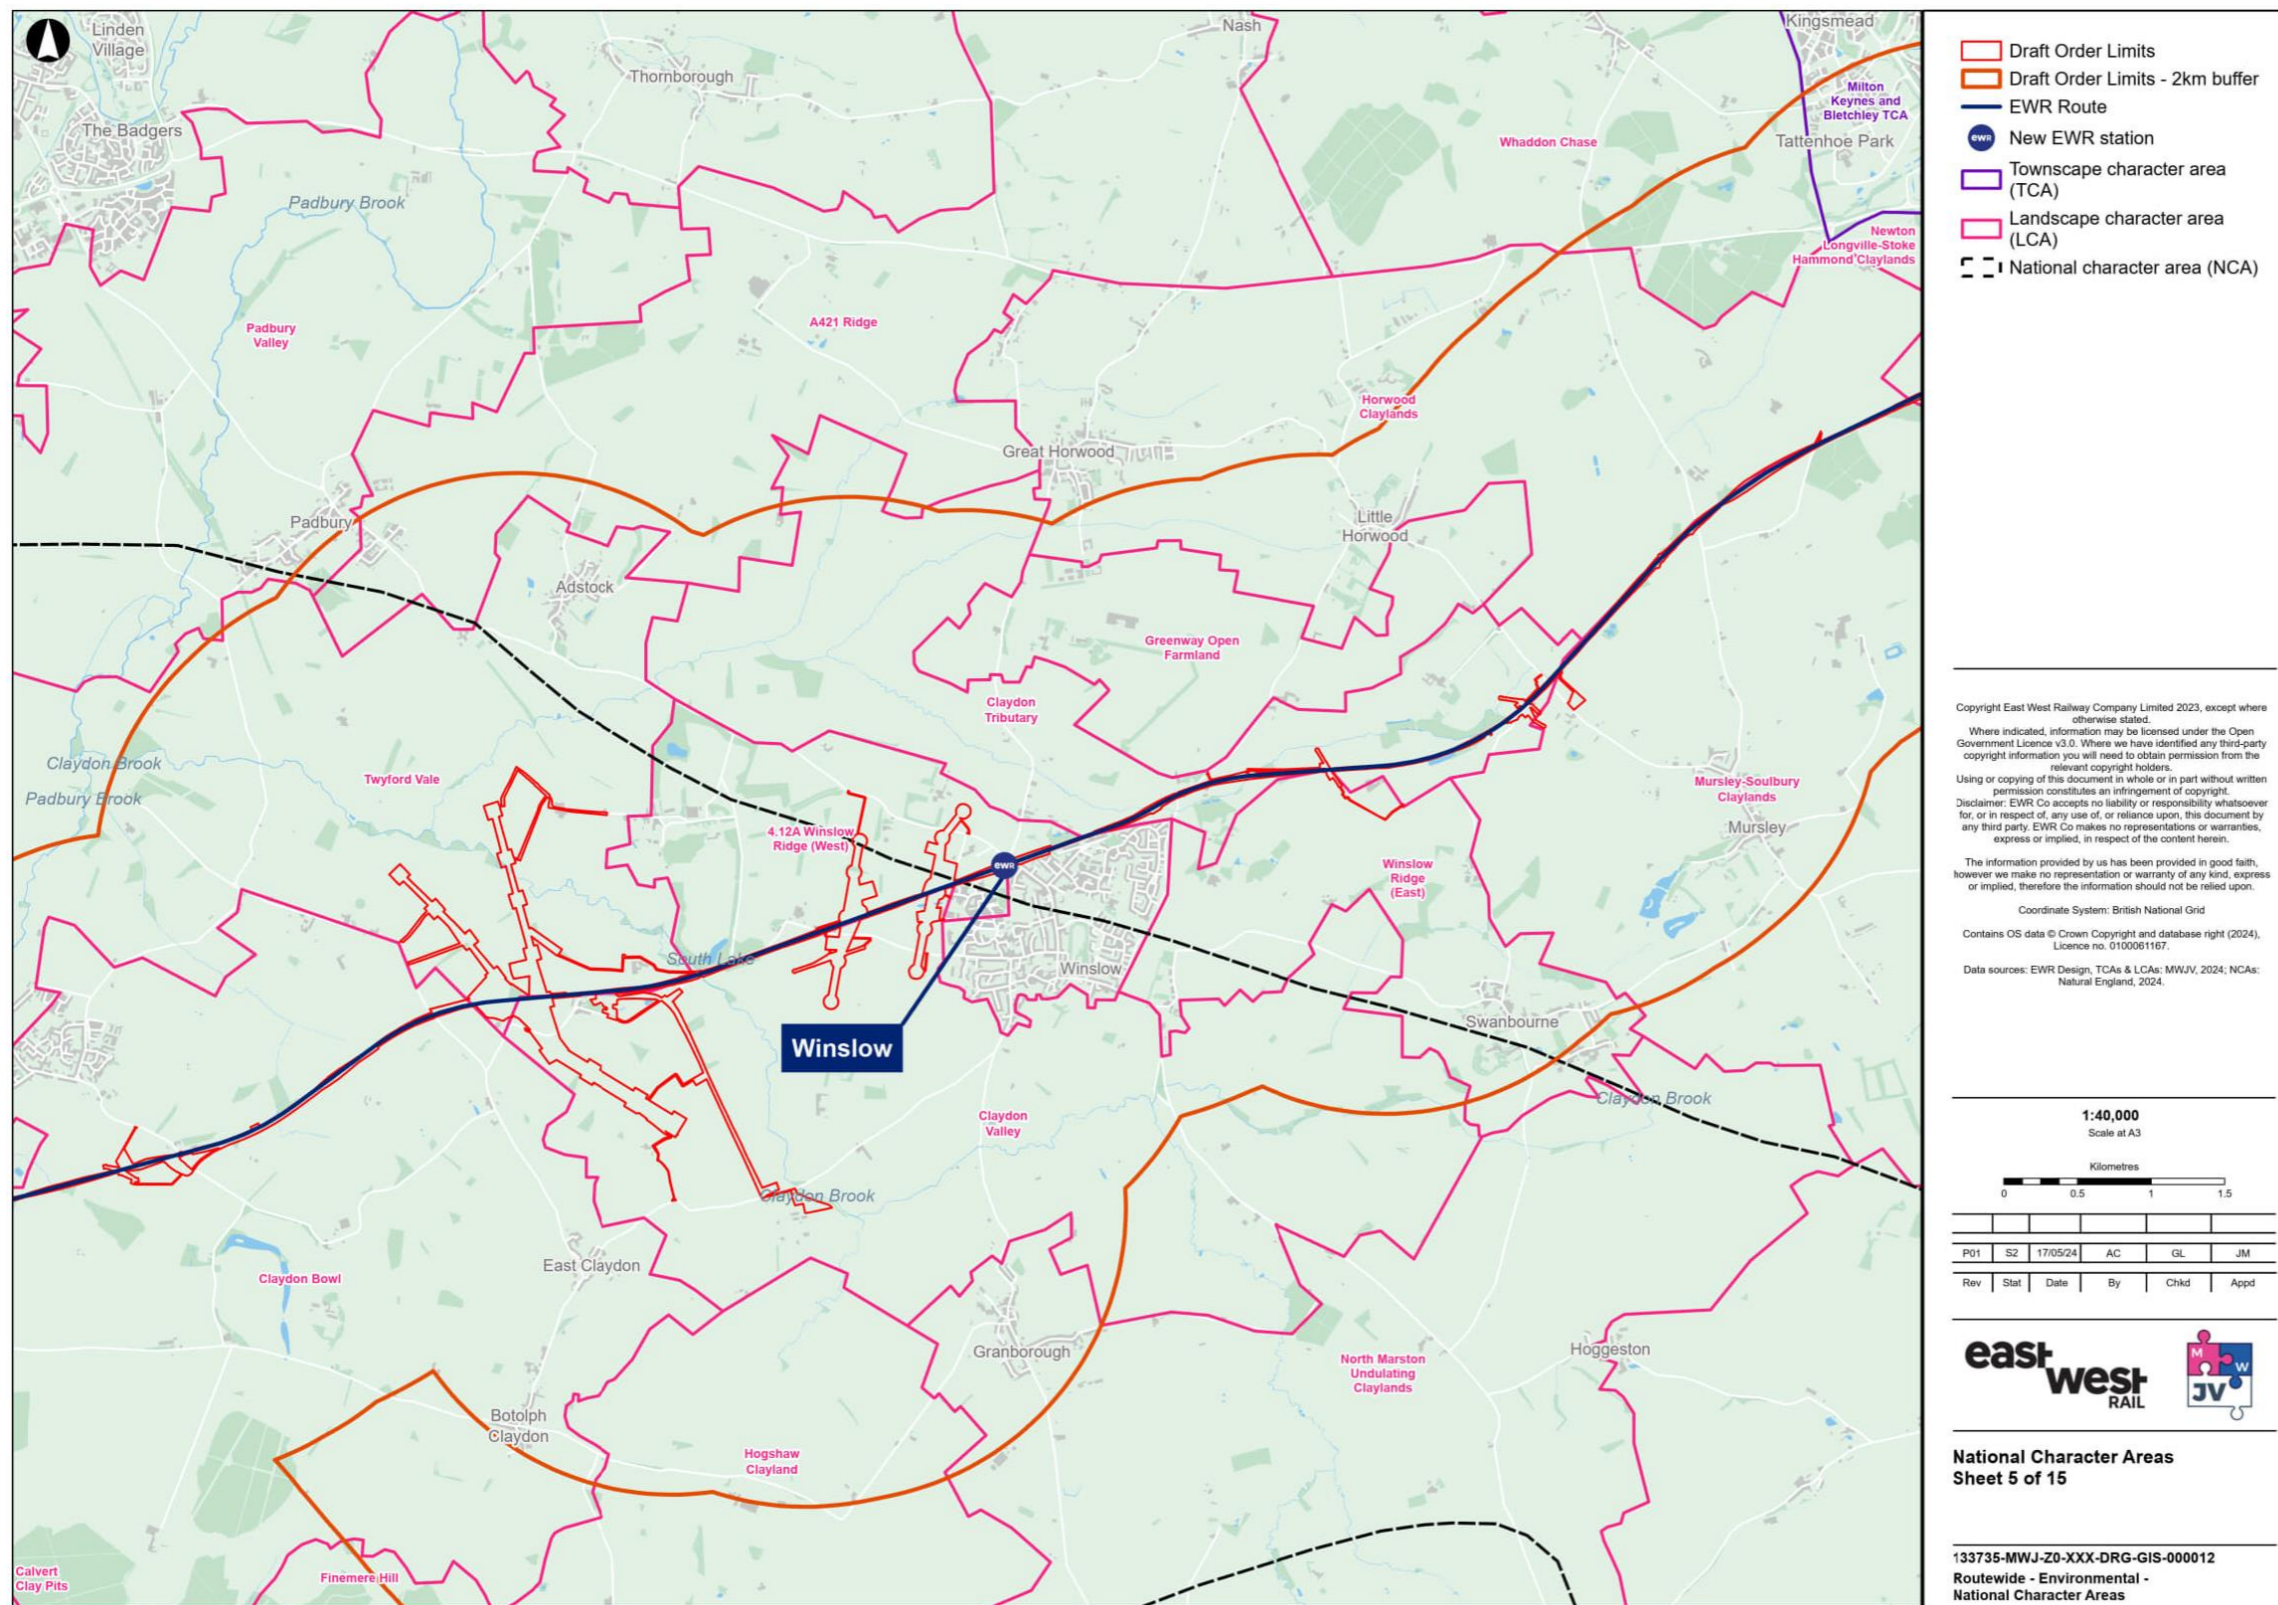 Linden
Village
Thornborough
Nash
Kingsmead
The Badgers
Milton
Keynes and
Bletchley TCA
Tattenhoe Park
Whaddon Chase
Padbury Brook
Newton
Longville-Stoke
Hammond Claylands
Padbury
Valley
A421 Ridge
Horwood
Claylands
Great Horwood
Padbury
Little
Horwood
Adstock
Greenway Open
Farmland
Claydon
Tributary
Claydon Brook
Padbury Brook
Twyford Vale
Mursley-Soulbury
Claylands
Mursley
4.12A Winslow
Ridge (West)
ewr
Winslow
Ridge
(East)
South Lake
Winslow
Swanbourne
Winslow
Claydon Brook
Claydon
Valley
Claydon Brook
East Claydon
Claydon Bowl
Granborough
Hoggeston
North Marston
Undulating
Claylands
Botolph
Claydon
Hogshaw
Clayland
Calvert
Clay Pits
Finemere Hill
Draft Order Limits
Draft Order Limits - 2km buffer
EWR Route
ewr New EWR station
Townscape character area
(TCA)
Landscape character area
(LCA)
National character area (NCA)
Copyright East West Railway Company Limited 2023, except where
otherwise stated.
Where indicated, information may be licensed under the Open
Government Licence v3.0. Where we have identified any third-party
copyright information you will need to obtain permission from the
relevant copyright holders.
Using or copying of this document in whole or in part without written
permission constitutes an infringement of copyright.
Disclaimer: EWR Co accepts no liability or responsibility whatsoever
for, or in respect of, any use of, or reliance upon, this document by
any third party. EWR Co makes no representations or warranties,
express or implied, in respect of the content herein.
The information provided by us has been provided in good faith,
however we make no representation or warranty of any kind, express
or implied, therefore the information should not be relied upon.
Coordinate System: British National Grid
Contains OS data © Crown Copyright and database right (2024),
Licence no. 0100061167.
Data sources: EWR Design, TCAs & LCAs: MWJV, 2024; NCAs:
Natural England, 2024.
1:40,000
Scale at A3
Kilometres
0 0.5 1 1.5
P01 S2 17/05/24 AC GL JM
Rev Stat Date By Chkd Appd
east
west
RAIL
M W
JV
National Character Areas
Sheet 5 of 15
133735-MWJ-Z0-XXX-DRG-GIS-000012
Routewide - Environmental -
National Character Areas